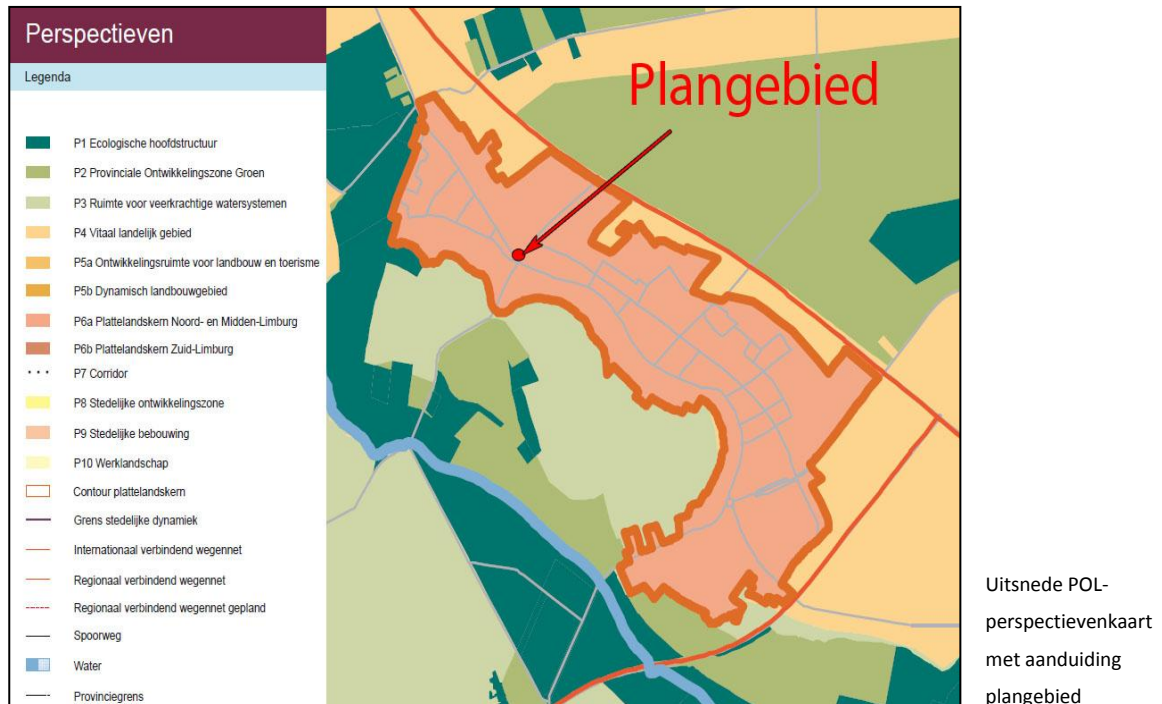 Perspectieven
Legenda
P1 Ecologische hoofdstructuur
P2 Provinciale Ontwikkelingszone Groen
P3 Ruimte voor veerkrachtige watersystemen
P4 Vitaal landelijk gebied
P5a Ontwikkelingsruimte voor landbouw en toerisme
P5b Dynamisch landbouwgebied
P6a Plattelandskern Noord- en Midden-Limburg
P6b Plattelandskern Zuid-Limburg
P7 Corridor
P8 Stedelijke ontwikkelingszone
P9 Stedelijke bebouwing
P10 Werklandschap
Contour plattelandskern
Grens stedelijke dynamiek
Internationaal verbindend wegennet
Regionaal verbindend wegennet
Regionaal verbindend wegennet gepland
Spoorweg
Water
Provinciegrens
Plangebied
Uitsnede POL-
perspectievenkaart
met aanduiding
plangebied